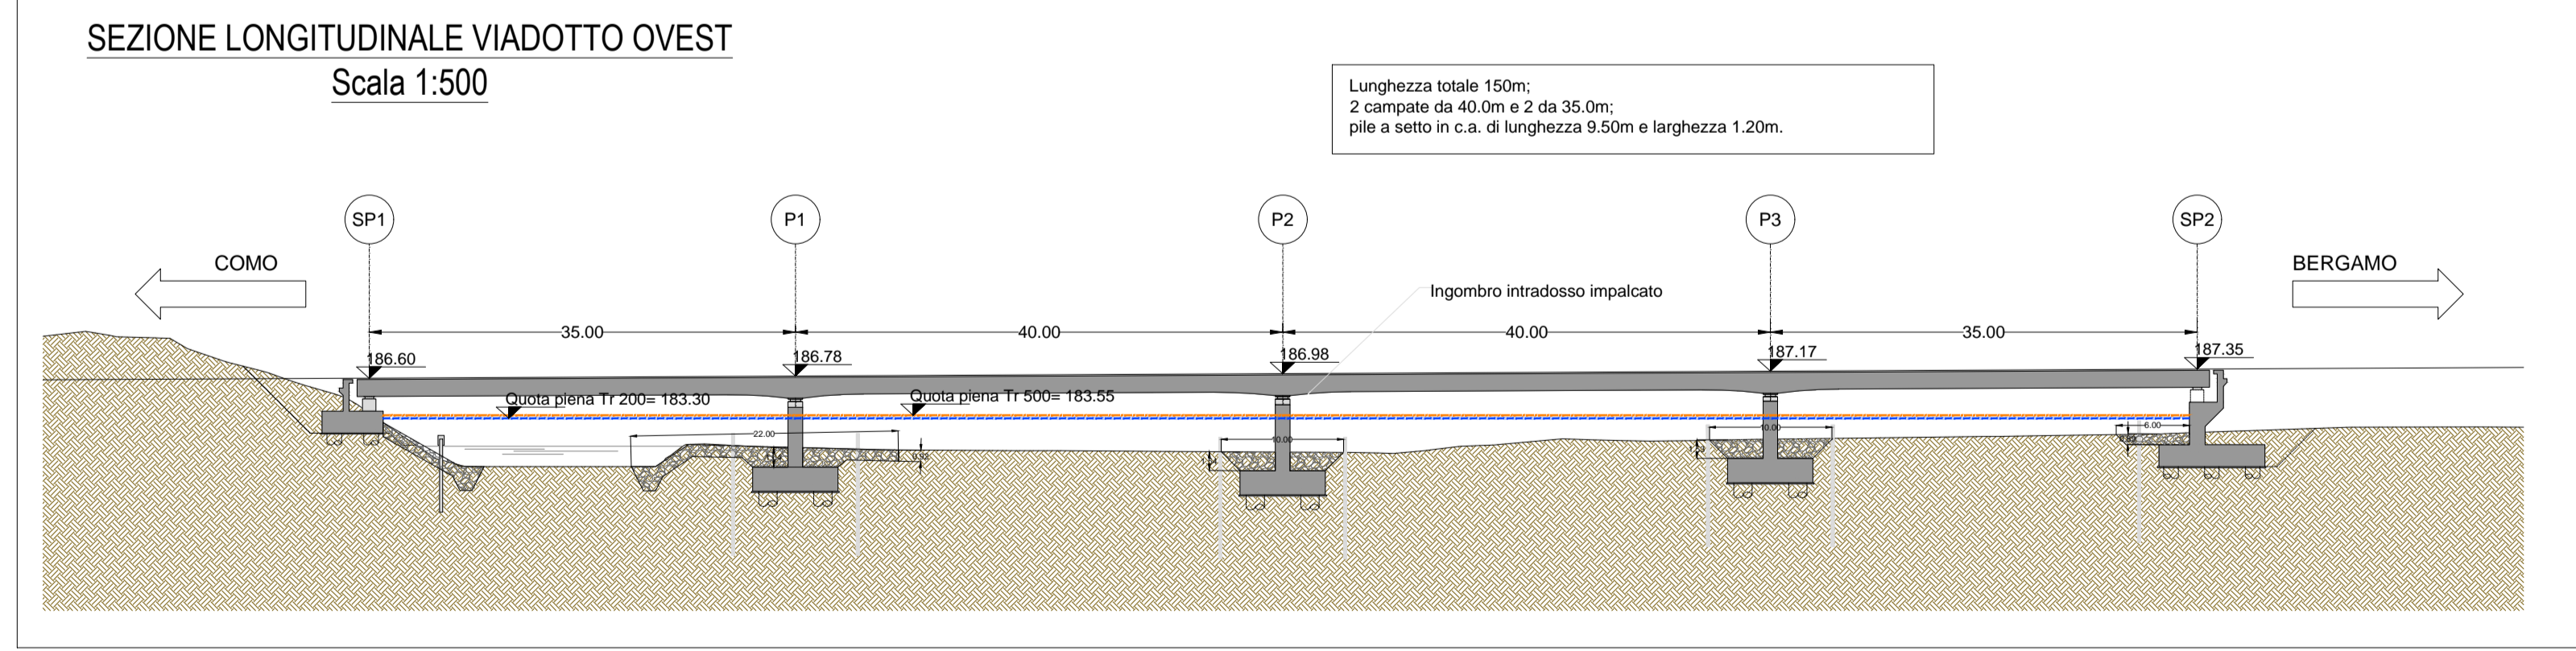 SEZIONE LONGITUDINALE VIADOTTO OVEST
Scala 1:500
Lunghezza totale 150m;
2 campate da 40.0m e 2 da 35.0m;
pile a setto in c.a. di lunghezza 9.50m e larghezza 1.20m.
SP1 P1 P2 P3 SP2
COMO BERGAMO
Ingombro intradosso impalcato
35.00 40.00 40.00 35.00
186.60 186.78 186.98 187.17 187.35
Quota piena Tr 200= 183.30 Quota piena Tr 500= 183.55
22.00 10.00 10.00 6.00
0.92